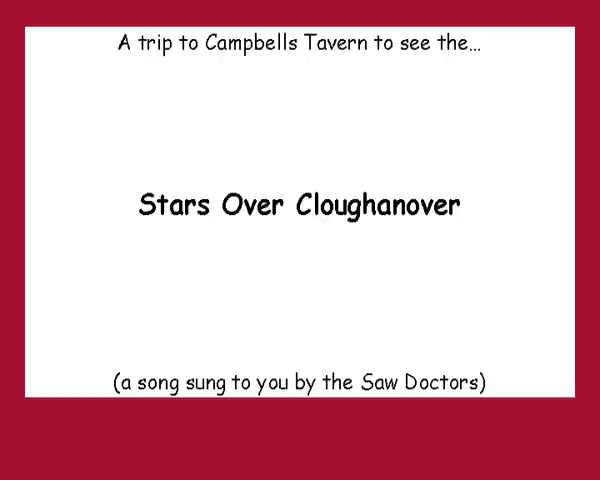 A trip to Campbells Tavern to see the...
Stars Over Cloughanover
(a song sung to you by the Saw Doctors)